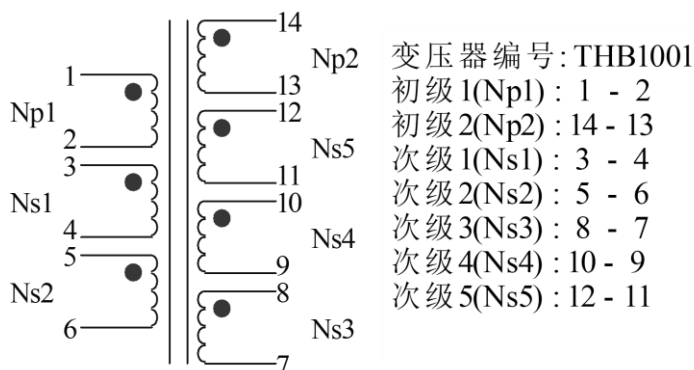 14
Np2
1
13
Np1
12
2
3
Ns5
11
Ns1
10
4
5
Ns4
9
Ns2
8
6
Ns3
7
变压器编号: THB1001
初级1(Np1) : 1 - 2
初级2(Np2) : 14 - 13
次级1(Ns1) : 3 - 4
次级2(Ns2) : 5 - 6
次级3(Ns3) : 8 - 7
次级4(Ns4) : 10 - 9
次级5(Ns5) : 12 - 11